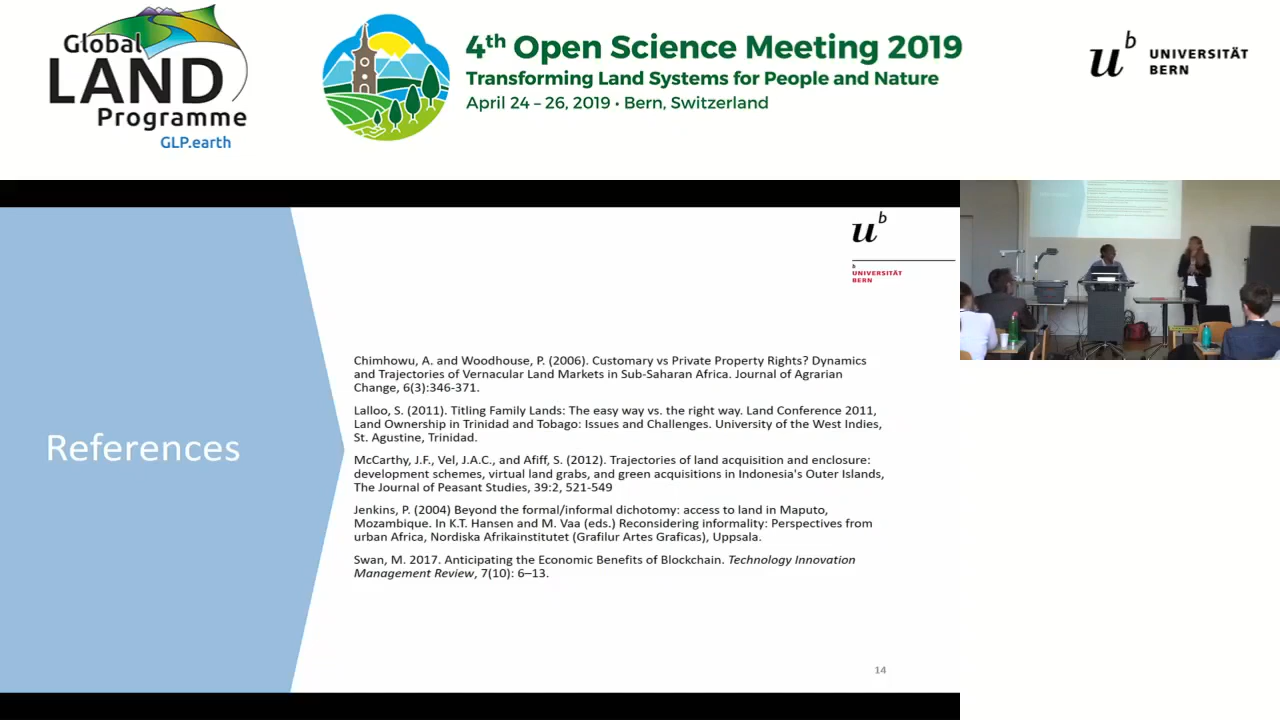 Global
LAND
Programme
GLP.earth
4th Open Science Meeting 2019
Transforming Land Systems for People and Nature
April 24 – 26, 2019 • Bern, Switzerland
u b
UNIVERSITÄT
BERN
u b
b
UNIVERSITÄT
BERN
References
Chimhowu, A. and Woodhouse, P. (2006). Customary vs Private Property Rights? Dynamics
and Trajectories of Vernacular Land Markets in Sub-Saharan Africa. Journal of Agrarian
Change, 6(3):346-371.
Lalloo, S. (2011). Titling Family Lands: The easy way vs. the right way. Land Conference 2011,
Land Ownership in Trinidad and Tobago: Issues and Challenges. University of the West Indies,
St. Agustine, Trinidad.
McCarthy, J.F., Vel, J.A.C., and Afiff, S. (2012). Trajectories of land acquisition and enclosure:
development schemes, virtual land grabs, and green acquisitions in Indonesia's Outer Islands,
The Journal of Peasant Studies, 39:2, 521-549
Jenkins, P. (2004) Beyond the formal/informal dichotomy: access to land in Maputo,
Mozambique. In K.T. Hansen and M. Vaa (eds.) Reconsidering informality: Perspectives from
urban Africa, Nordiska Afrikainstitutet (Grafilur Artes Graficas), Uppsala.
Swan, M. 2017. Anticipating the Economic Benefits of Blockchain. Technology Innovation
Management Review, 7(10): 6–13.
14